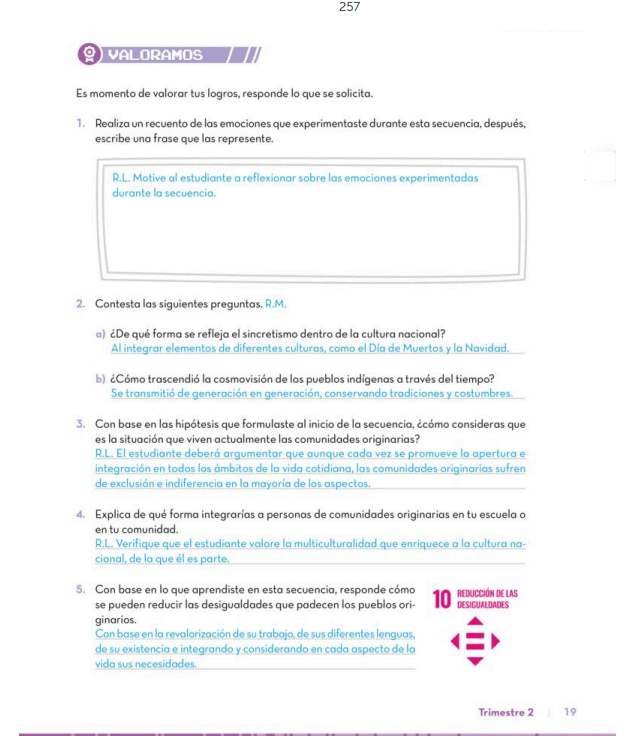 257
VALORAMOS
Es momento de valorar tus logros, responde lo que se solicita.
1. Realiza un recuento de las emociones que experimentaste durante esta secuencia, después,
escribe una frase que las represente.
R.L. Motive al estudiante a reflexionar sobre las emociones experimentadas
durante la secuencia.
2. Contesta las siguientes preguntas. R.M.
a) ¿De qué forma se refleja el sincretismo dentro de la cultura nacional?
Al integrar elementos de diferentes culturas, como el Día de Muertos y la Navidad.
b) ¿Cómo trascendió la cosmovisión de los pueblos indígenas a través del tiempo?
Se transmitió de generación en generación, conservando tradiciones y costumbres.
3. Con base en las hipótesis que formulaste al inicio de la secuencia, ¿cómo consideras que
es la situación que viven actualmente las comunidades originarias?
R.L. El estudiante deberá argumentar que aunque cada vez se promueve la apertura e
integración en todos los ámbitos de la vida cotidiana, las comunidades originarias sufren
de exclusión e indiferencia en la mayoría de los aspectos.
4. Explica de qué forma integrarías a personas de comunidades originarias en tu escuela o
en tu comunidad.
R.L. Verifique que el estudiante valore la multiculturalidad que enriquece a la cultura na-
cional, de la que él es parte.
5. Con base en lo que aprendiste en esta secuencia, responde cómo
se pueden reducir las desigualdades que padecen los pueblos ori-
ginarios.
Con base en la revalorización de su trabajo, de sus diferentes lenguas,
de su existencia e integrando y considerando en cada aspecto de la
vida sus necesidades.
10 REDUCCIÓN DE LAS
DESIGUALDADES
Trimestre 2 | 19